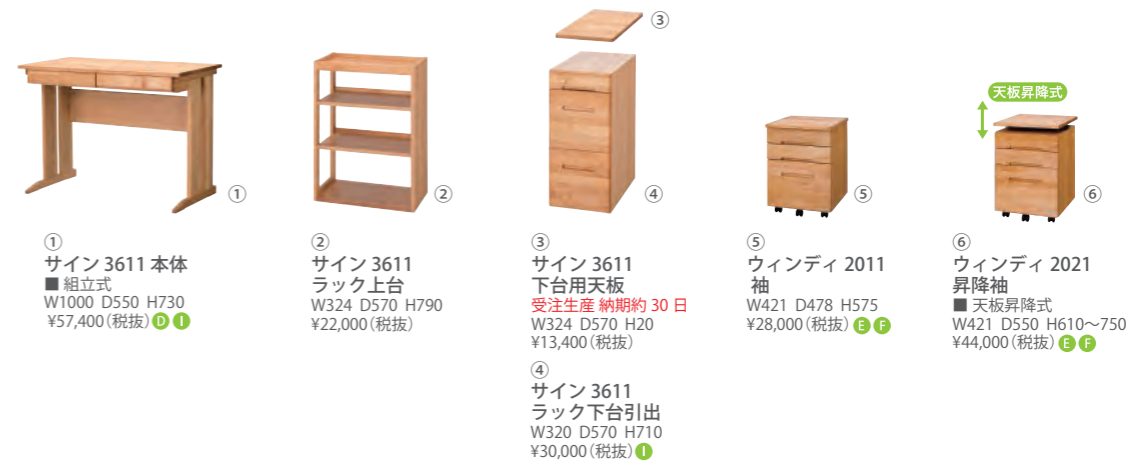 ③
天板昇降式
①
②
④
⑤
⑥
①
サイン 3611 本体
■ 組立式
W1000 D550 H730
¥57,400(税抜) D I
②
サイン 3611
ラック上台
W324 D570 H790
¥22,000(税抜)
③
サイン 3611
下台用天板
受注生産 納期約 30 日
W324 D570 H20
¥13,400(税抜)
④
サイン 3611
ラック下台引出
W320 D570 H710
¥30,000(税抜) I
⑤
ウィンディ 2011
袖
W421 D478 H575
¥28,000(税抜) E F
⑥
ウィンディ 2021
昇降袖
■ 天板昇降式
W421 D550 H610〜750
¥44,000(税抜) E F